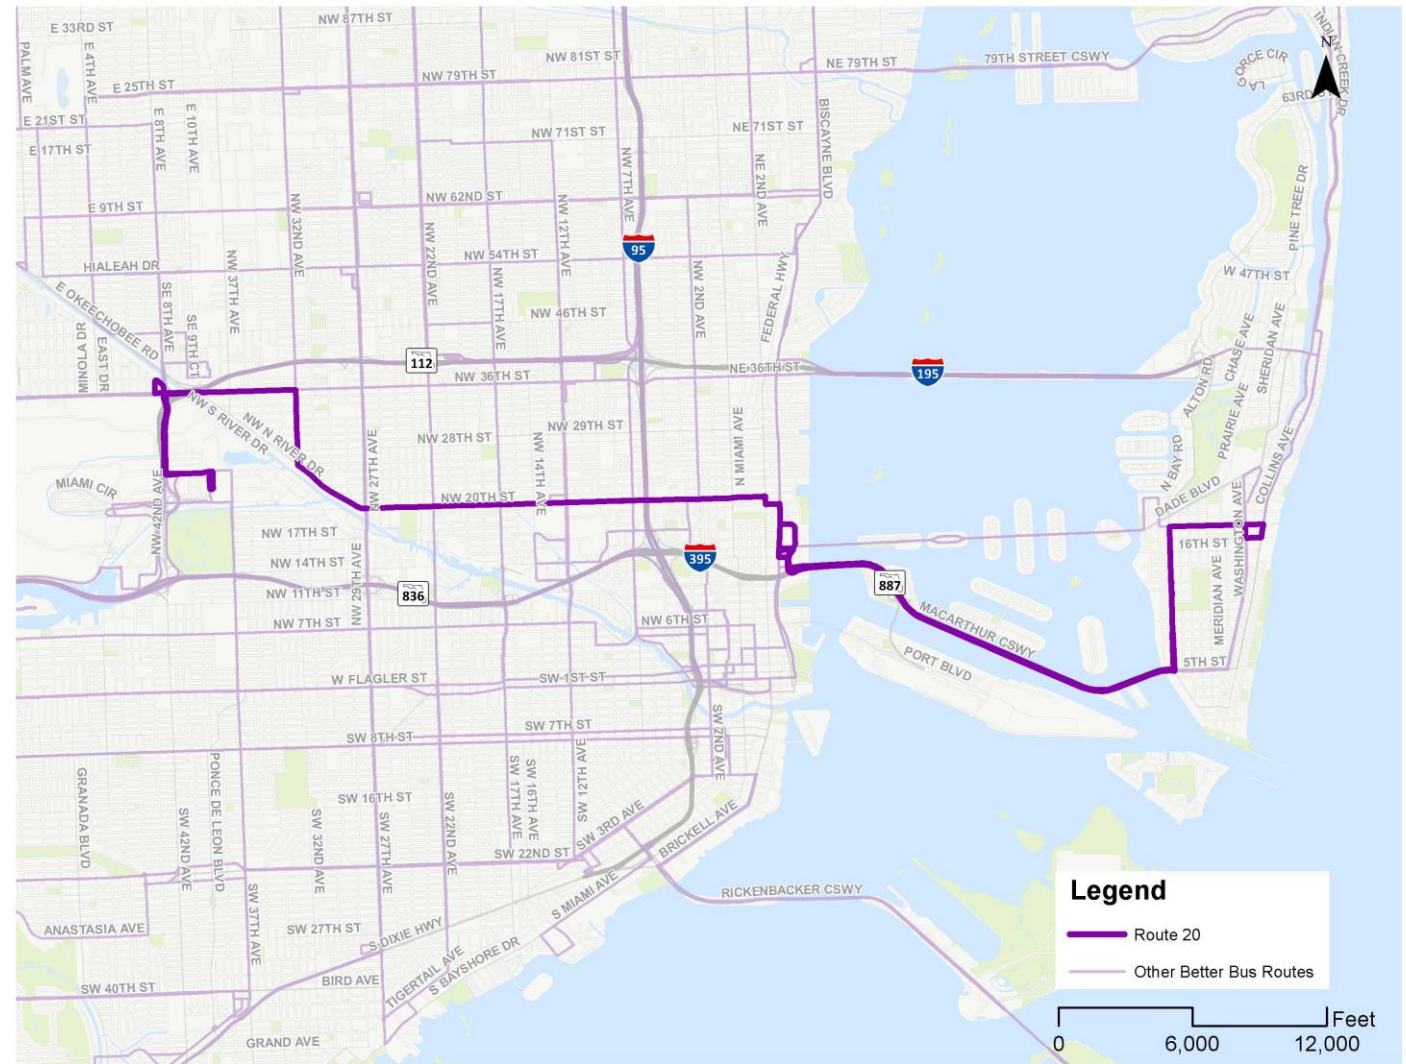 E 33RD ST
NW 87TH ST
INDIAN CREEK DR
N
PALM AVE
E 4TH AVE
NW 81ST ST
NE 79TH ST
79TH STREET CSWY
LA GORCE CIR
E 25TH ST
NW 79TH ST
63RD
E 21ST ST
E 8TH AVE
E 10TH AVE
BISCAYNE BLVD
NW 71ST ST
NE 71ST ST
E 17TH ST
NW 7TH AVE
NE 2ND AVE
PINE TREE DR
E 9TH ST
NW 32ND AVE
NW 62ND ST
NW 12TH AVE
NW 22ND AVE
95
NW 54TH ST
HIALEAH DR
NW 37TH AVE
NW 17TH AVE
NW 2ND AVE
FEDERAL HWY
W 47TH ST
E OKEECHOBEE RD
SE 8TH AVE
SE 9TH CT
NW 46TH ST
MINOLA DR
EAST DR
112
NW 36TH ST
NE 36TH ST
195
ALTON RD
CHASE AVE
SHERIDAN AVE
NW S RIVER DR
NW N RIVER DR
NW 27TH AVE
NW 28TH ST
NW 29TH ST
NW 14TH AVE
N MIAMI AVE
N BAY RD
PRAIRIE AVE
COLLINS AVE
MIAMI CIR
NW 42ND AVE
NW 20TH ST
DADE BLVD
WASHINGTON AVE
NW 17TH ST
16TH ST
NW 14TH ST
NW 29TH AVE
395
MERIDIAN AVE
NW 11TH ST
836
887
NW 7TH ST
NW 6TH ST
MACARTHUR CSWY
PORT BLVD
5TH ST
W FLAGLER ST
SW 1ST ST
SW 7TH ST
SW 8TH ST
SW 2ND AVE
GRANADA BLVD
PONCE DE LEON BLVD
SW 17TH AVE
SW 16TH AVE
SW 12TH AVE
SW 16TH ST
SW 42ND AVE
SW 32ND AVE
SW 27TH AVE
SW 22ND AVE
SW 3RD AVE
BRICKELL AVE
SW 22ND ST
S MIAMI AVE
RICKENBACKER CSWY
SW 37TH AVE
ANASTASIA AVE
SW 27TH ST
S DIXIE HWY
TIGERTAIL AVE
S BAYSHORE DR
BIRD AVE
SW 40TH ST
GRAND AVE
Legend
Route 20
Other Better Bus Routes
Feet
0 6,000 12,000